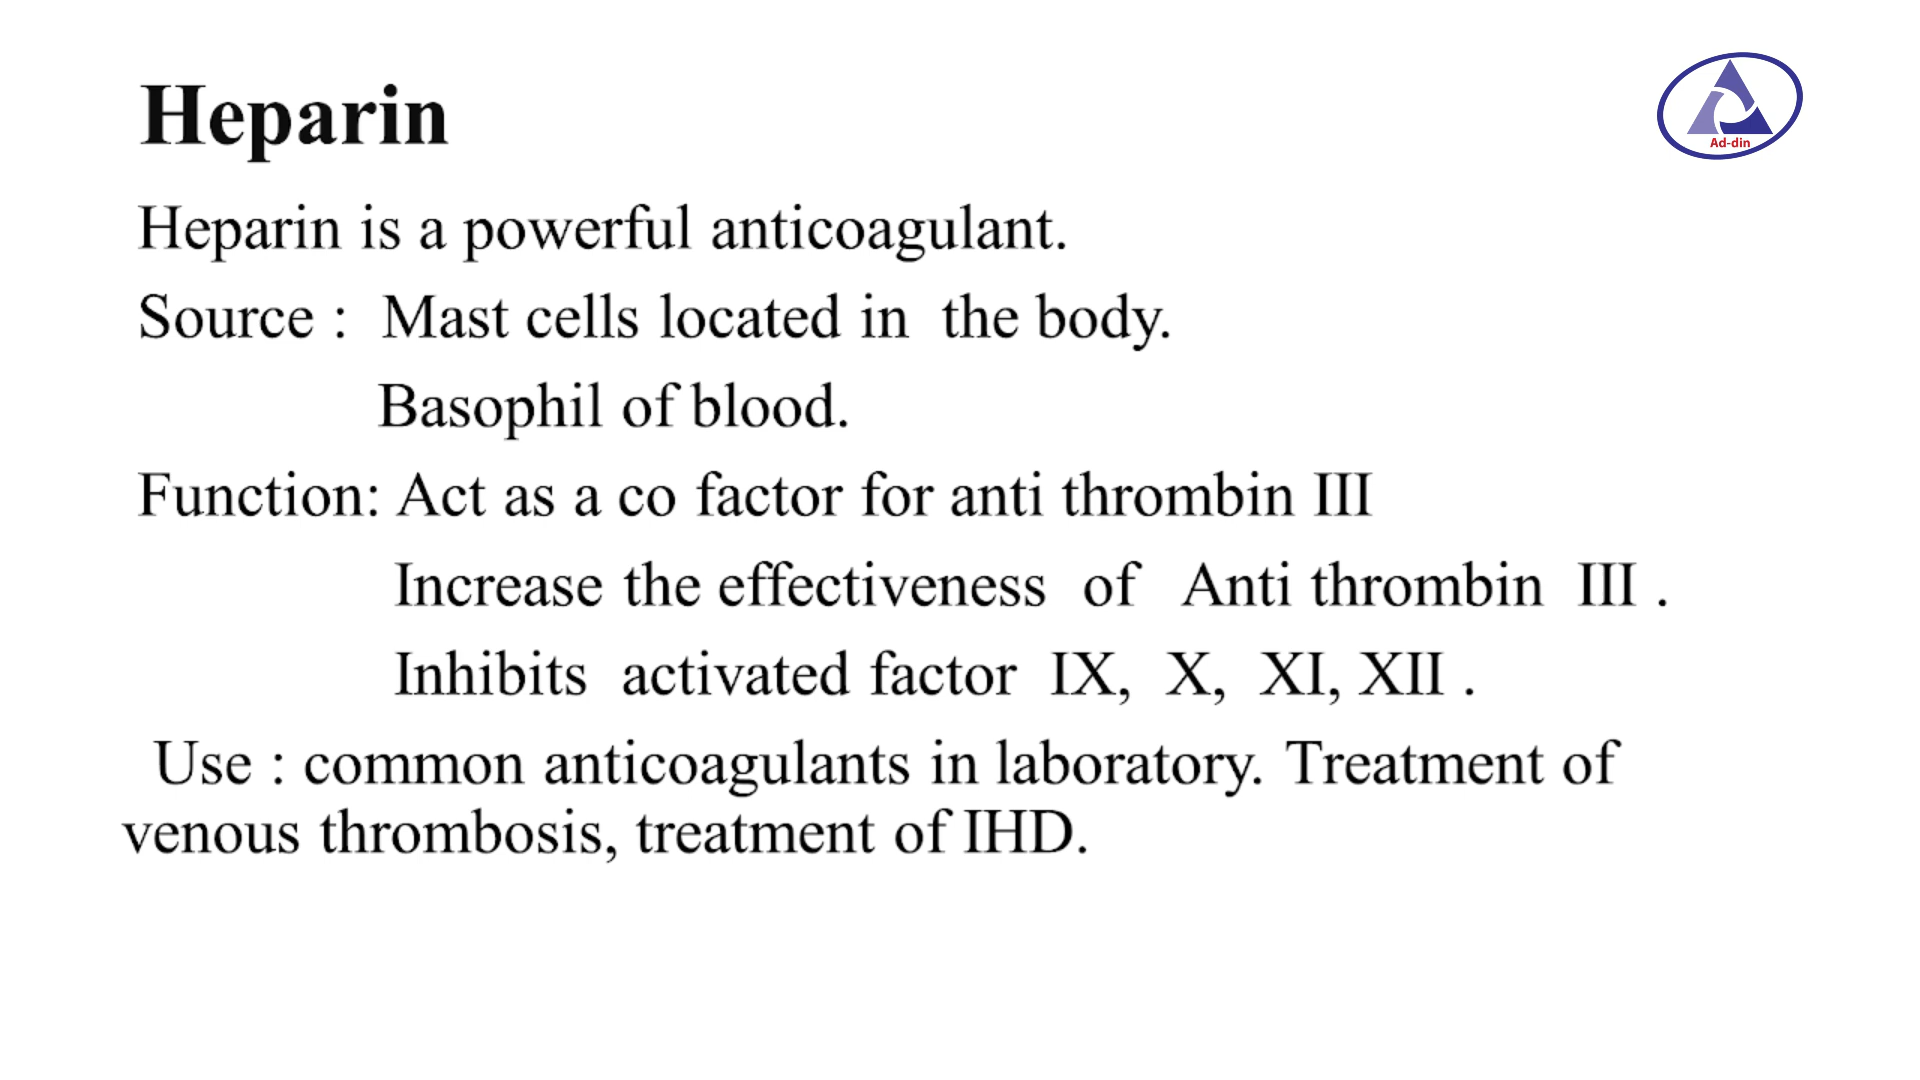 Heparin
Ad-din
Heparin is a powerful anticoagulant.
Source : Mast cells located in the body.
Basophil of blood.
Function: Act as a co factor for anti thrombin III
Increase the effectiveness of Anti thrombin III .
Inhibits activated factor IX, X, XI, XII .
Use : common anticoagulants in laboratory. Treatment of
venous thrombosis, treatment of IHD.